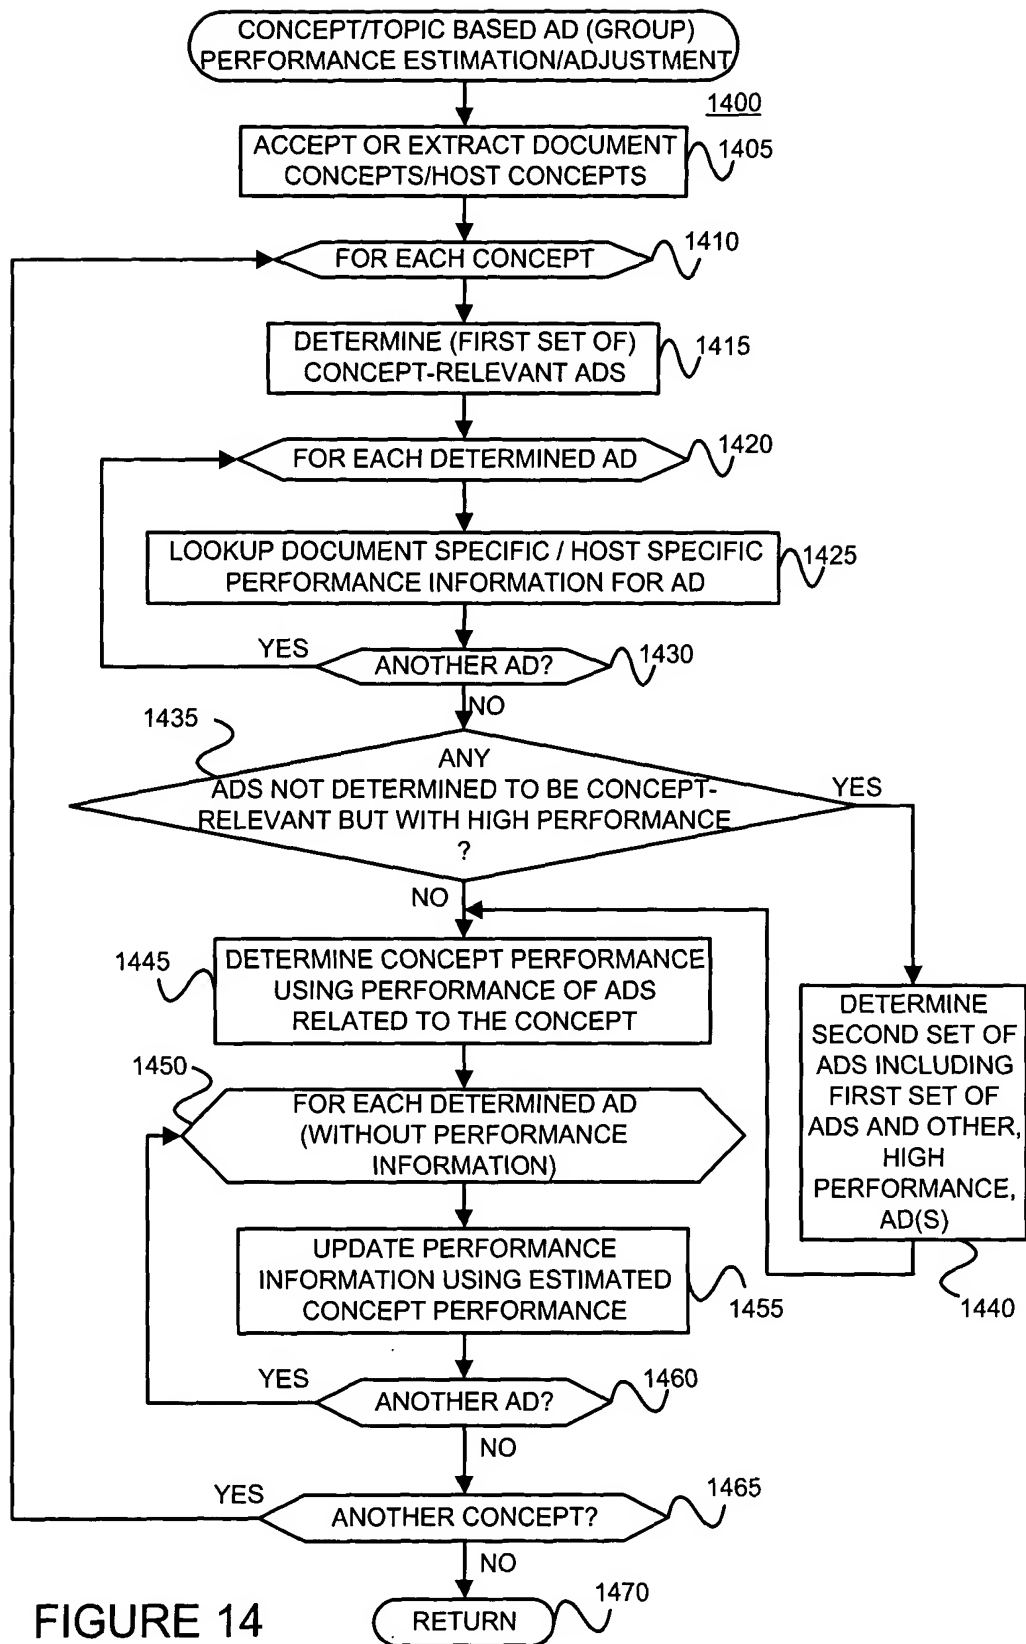 CONCEPT/TOPIC BASED AD (GROUP)
PERFORMANCE ESTIMATION/ADJUSTMENT
1400
ACCEPT OR EXTRACT DOCUMENT
CONCEPTS/HOST CONCEPTS
1405
FOR EACH CONCEPT
1410
DETERMINE (FIRST SET OF)
CONCEPT-RELEVANT ADS
1415
FOR EACH DETERMINED AD
1420
LOOKUP DOCUMENT SPECIFIC / HOST SPECIFIC
PERFORMANCE INFORMATION FOR AD
1425
YES
ANOTHER AD?
1430
NO
1435
ANY
ADS NOT DETERMINED TO BE CONCEPT-
RELEVANT BUT WITH HIGH PERFORMANCE
?
YES
NO
1445
DETERMINE CONCEPT PERFORMANCE
USING PERFORMANCE OF ADS
RELATED TO THE CONCEPT
DETERMINE
SECOND SET OF
ADS INCLUDING
FIRST SET OF
ADS AND OTHER,
HIGH
PERFORMANCE,
AD(S)
1440
1450
FOR EACH DETERMINED AD
(WITHOUT PERFORMANCE
INFORMATION)
UPDATE PERFORMANCE
INFORMATION USING ESTIMATED
CONCEPT PERFORMANCE
1455
YES
ANOTHER AD?
1460
NO
YES
ANOTHER CONCEPT?
1465
NO
RETURN
1470
FIGURE 14